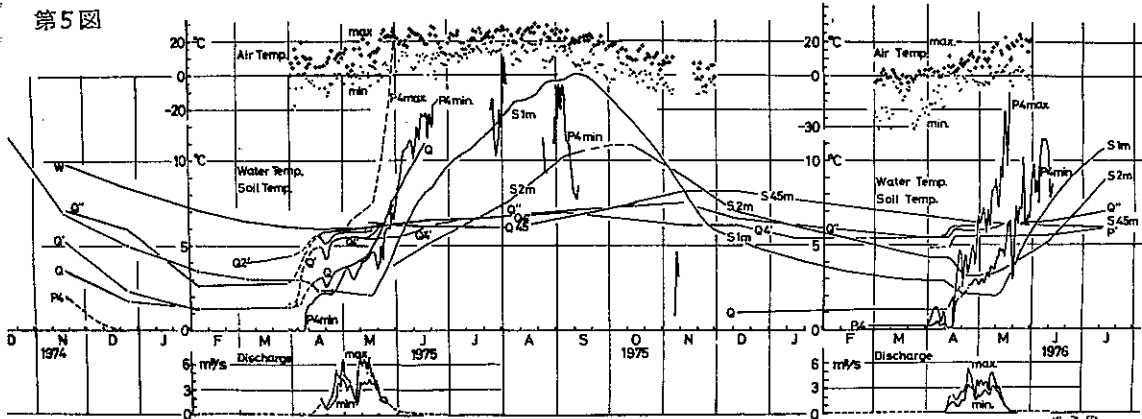 第5図
20 °C
Air Temp. max.
0
min
-20
10 °C
Water Temp.
Soil Temp.
5
0
P4max.
P4min.
Q
S1m
S2m
P4min
W
Q''
Q'
Q
P4
Q2'
Q'
Q
P4min
Q2'
Q4'
Q''
Q4'
Q45
S45m
S2m
Q4'
S1m
Q
20 °C
Air Temp. max.
0
min.
-30
10 °C
Water Temp.
Soil Temp.
5
0
P4max
P4min
S1m
S2m
Q''
S45m
P'
Q'
P4
D N D J F M A M J J A S O N D J F M A M J J
1974 1975 1975 1976
Discharge
m³/s
6
3
0
max.
min.
Discharge
m³/s
6
3
0
max.
min.